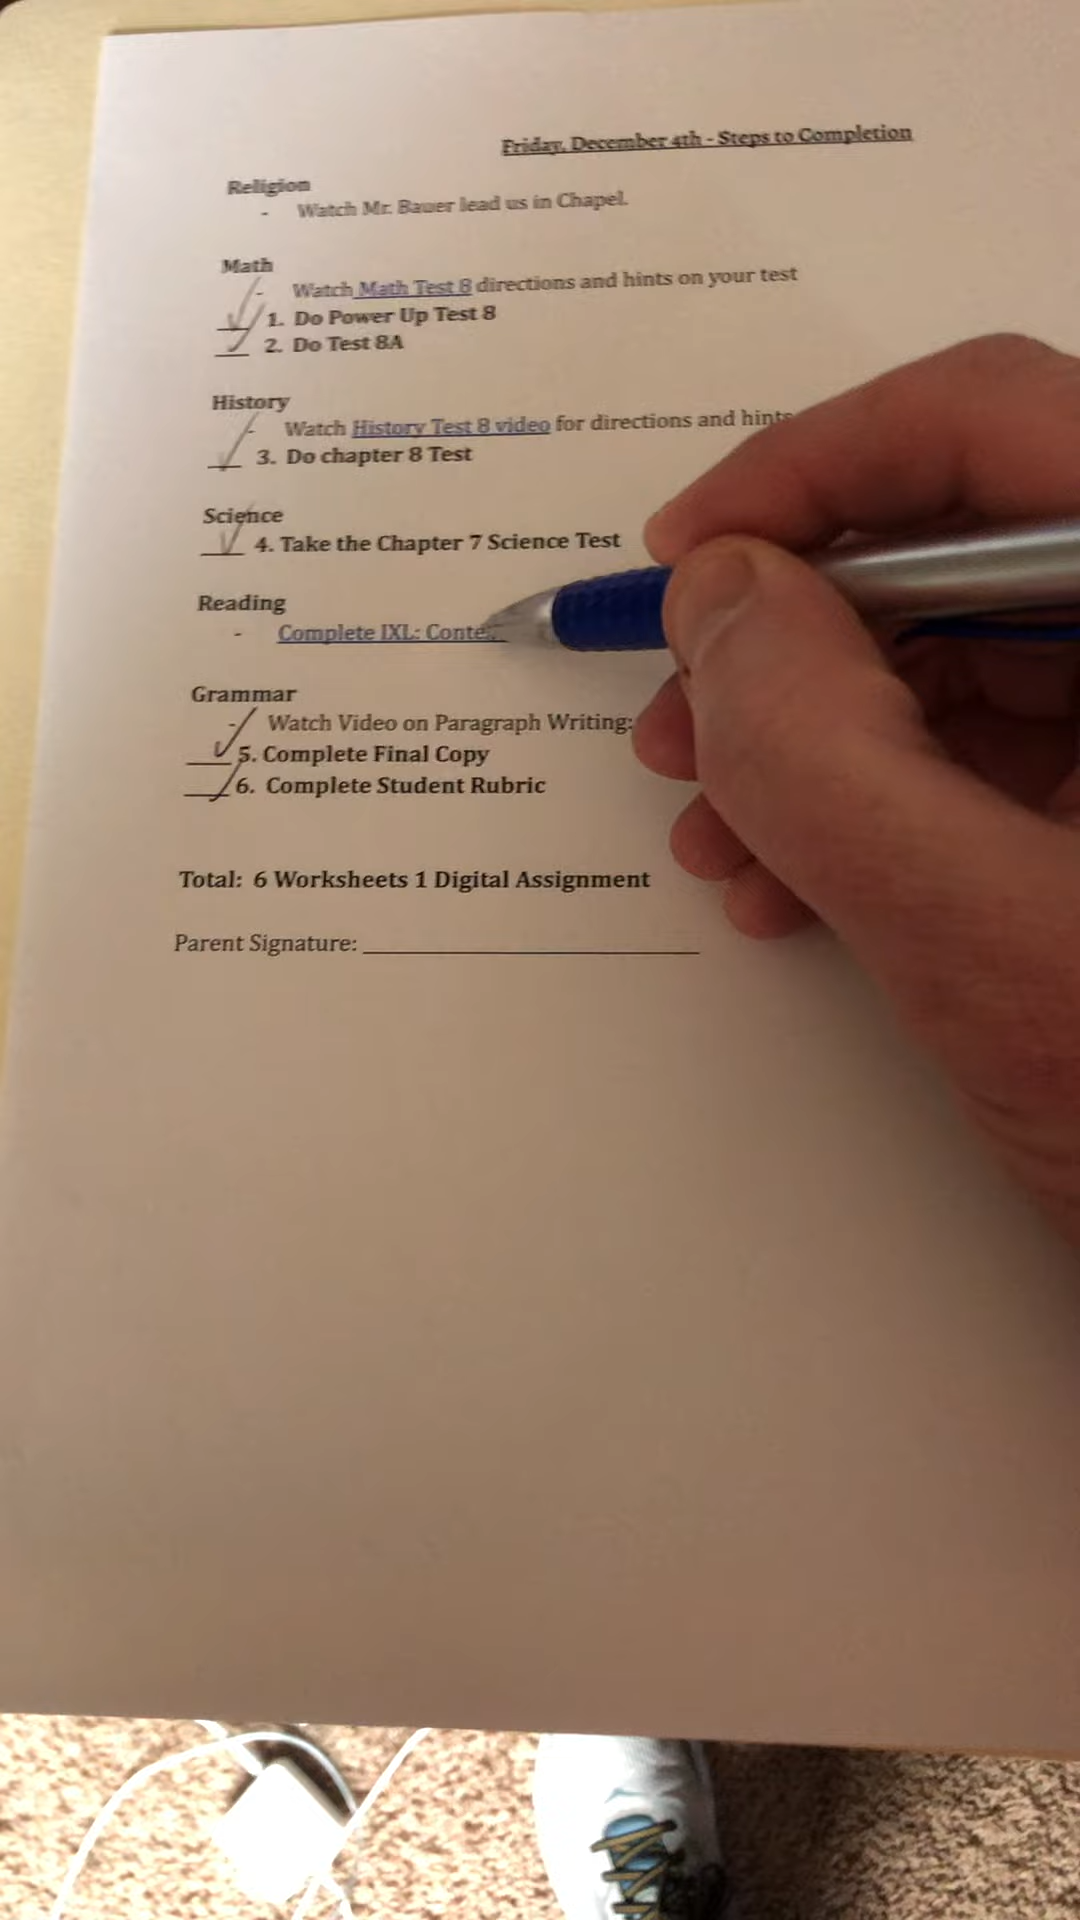 Friday, December 4th - Steps to Completion
Religion
- Watch Mr. Bauer lead us in Chapel.
Math
- Watch Math Test 8 directions and hints on your test
1. Do Power Up Test 8
2. Do Test 8A
History
- Watch History Test 8 video for directions and hints
3. Do chapter 8 Test
Science
4. Take the Chapter 7 Science Test
Reading
- Complete IXL:
Grammar
- Watch Video on Paragraph Writing:
5. Complete Final Copy
6. Complete Student Rubric
Total: 6 Worksheets 1 Digital Assignment
Parent Signature: